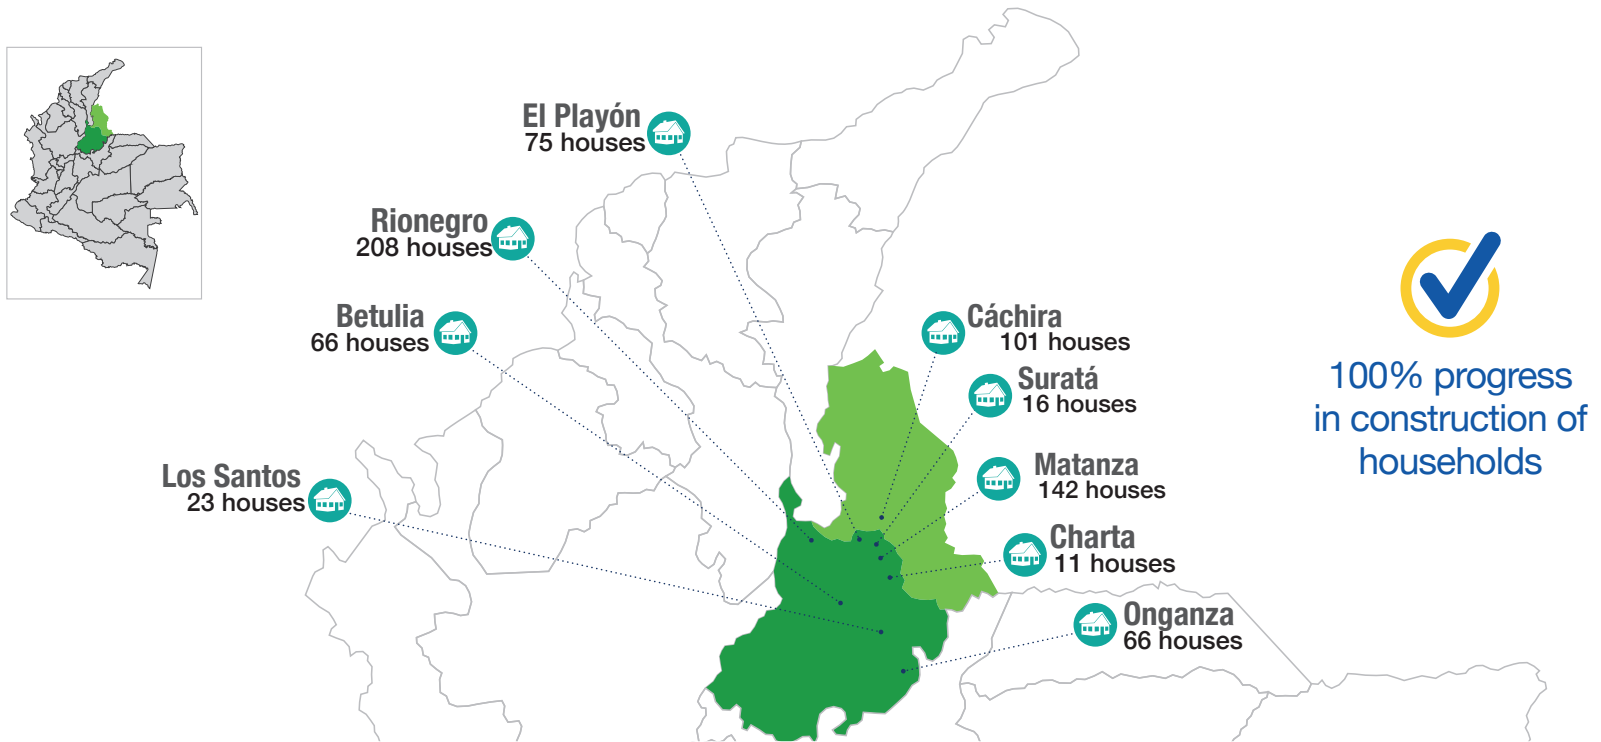 El Playón
75 houses
Rionegro
208 houses
Betulia
66 houses
Los Santos
23 houses
Cáchira
101 houses
Suratá
16 houses
Matanza
142 houses
Charta
11 houses
Onganza
66 houses
100% progress
in construction of
households